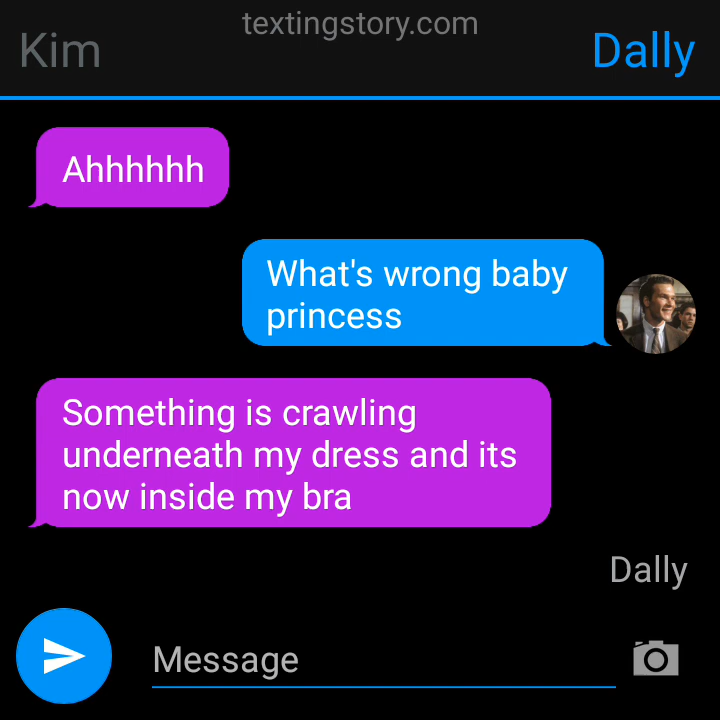 textingstory.com
Kim
Dally
Ahhhhhh
What's wrong baby
princess
Something is crawling
underneath my dress and its
now inside my bra
Dally
Message